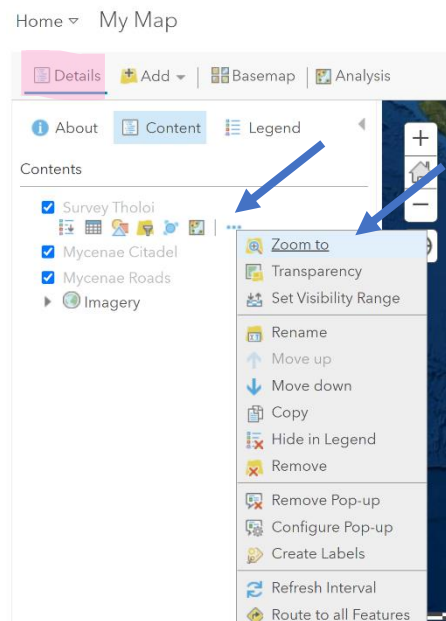 Home My Map
Details Add Basemap Analysis
About Content Legend
Contents
Survey Tholoi
Mycenae Citadel
Mycenae Roads
Imagery
Zoom to
Transparency
Set Visibility Range
Rename
Move up
Move down
Copy
Hide in Legend
Remove
Remove Pop-up
Configure Pop-up
Create Labels
Refresh Interval
Route to all Features